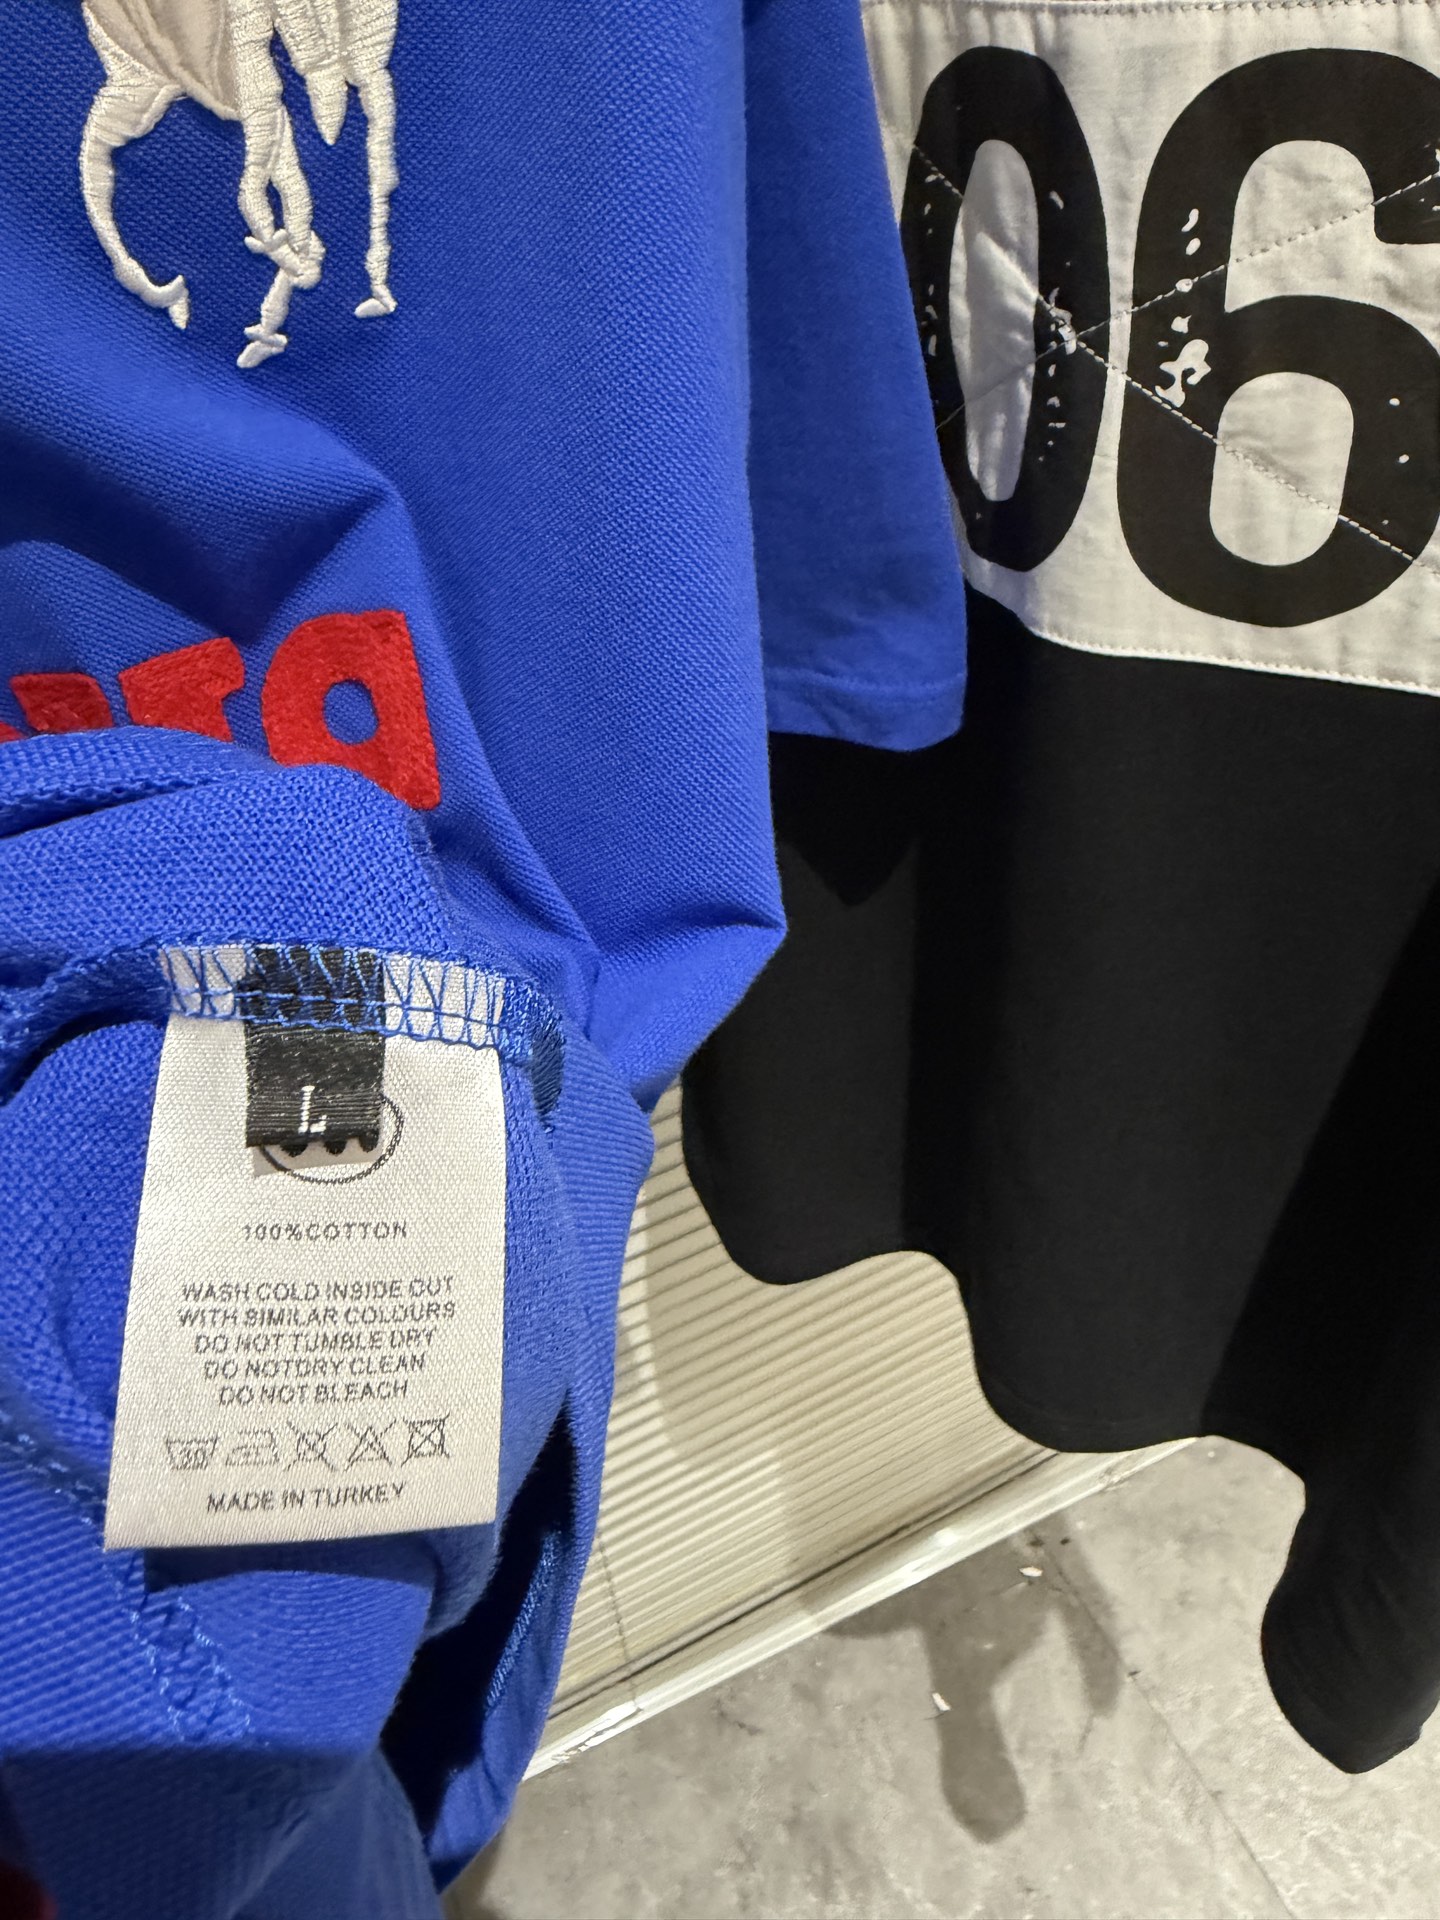 06
L
100%COTTON
WASH COLD INSIDE OUT
WITH SIMILAR COLOURS
DO NOT TUMBLE DRY
DO NOTDRY CLEAN
DO NOT BLEACH
30
MADE IN TURKEY